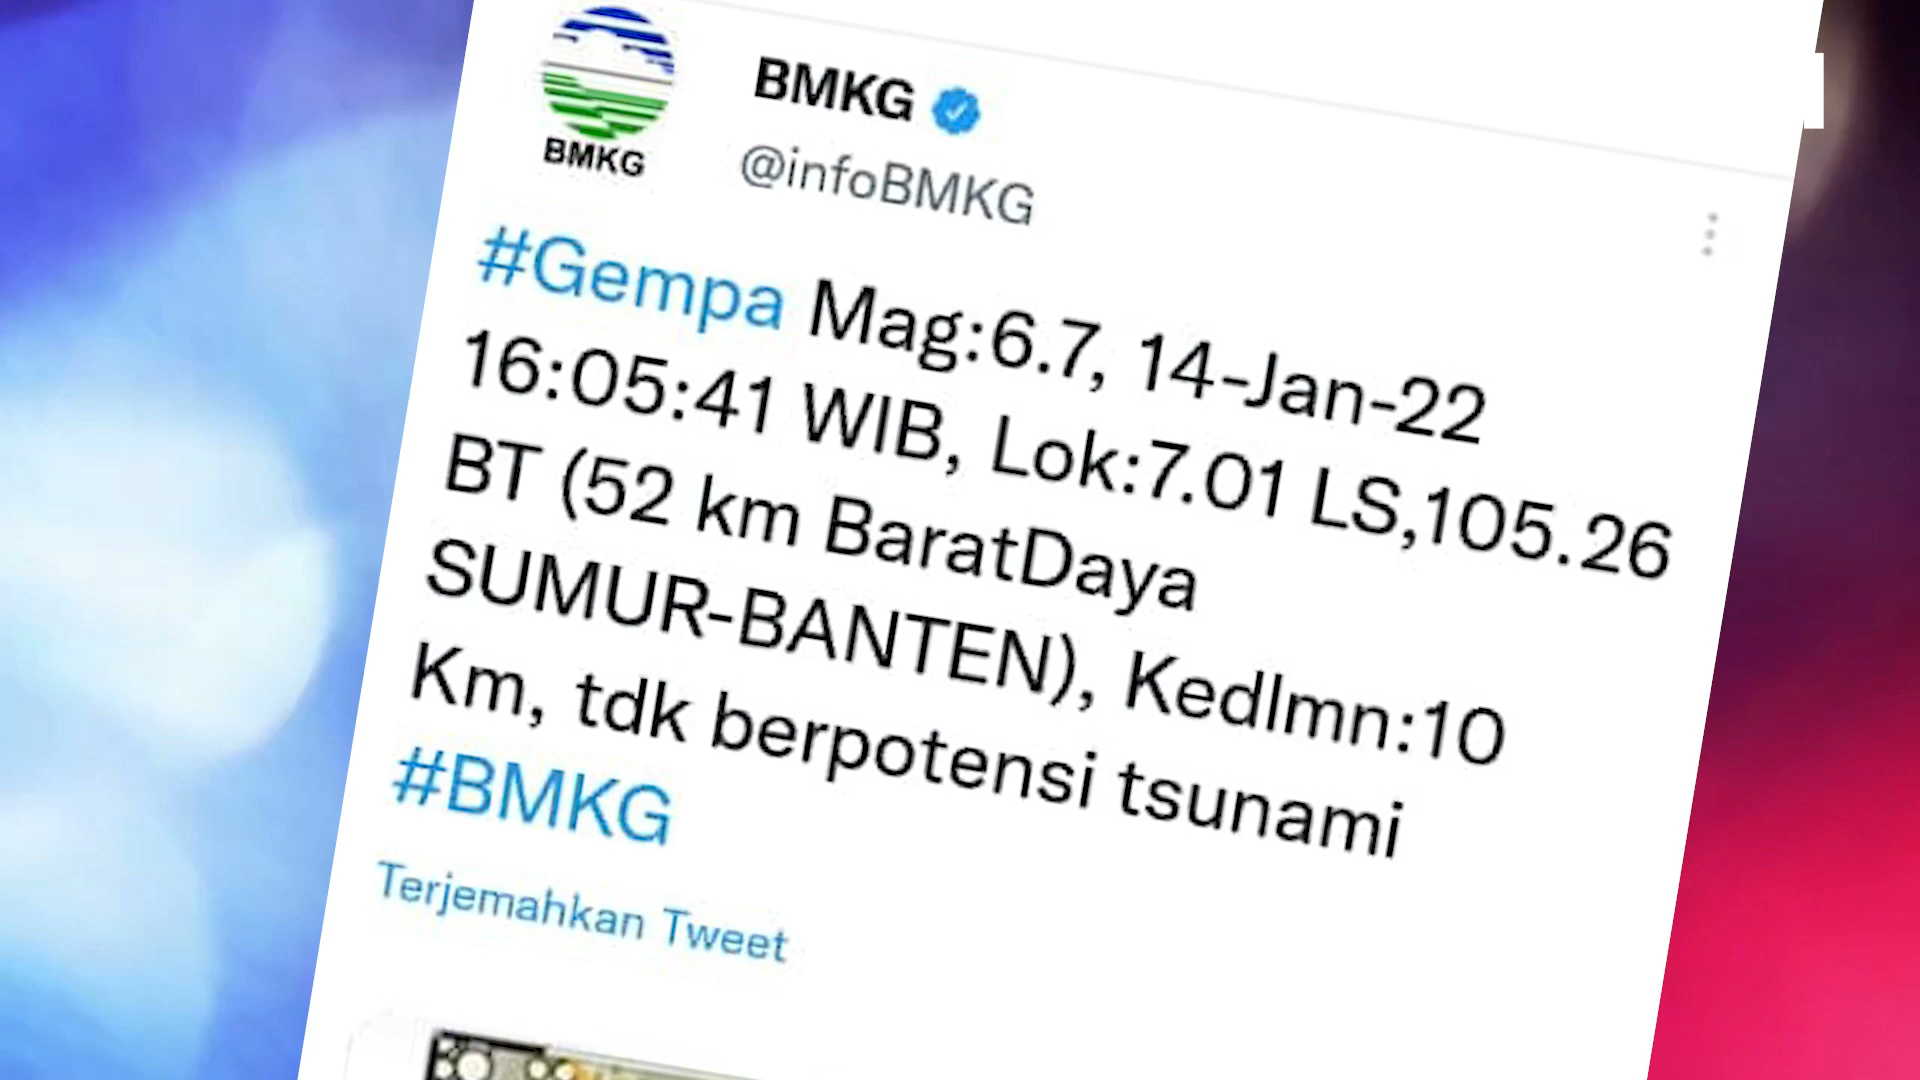 BMKG
BMKG
@infoBMKG
#Gempa Mag:6.7, 14-Jan-22
16:05:41 WIB, Lok:7.01 LS,105.26
BT (52 km BaratDaya
SUMUR-BANTEN), Kedlmn:10
Km, tdk berpotensi tsunami
#BMKG
Terjemahkan Tweet